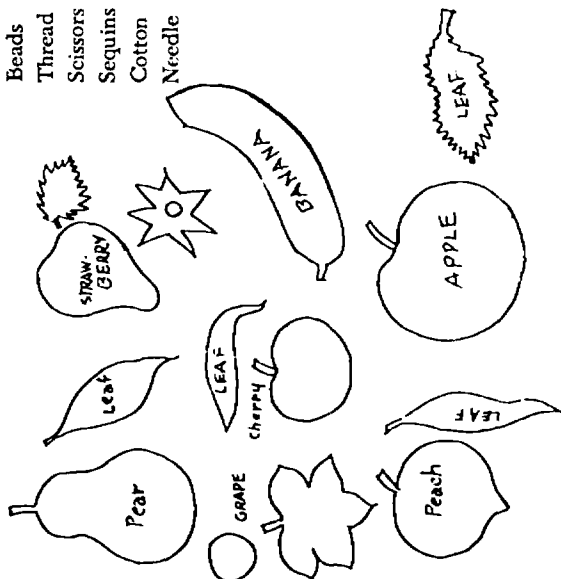 Beads
Thread
Scissors
Sequins
Cotton
Needle
LEAF
BANANA
STRAW-
BERRY
APPLE
Leaf
LEAF
Cherry
LEAF
Pear
GRAPE
Peach